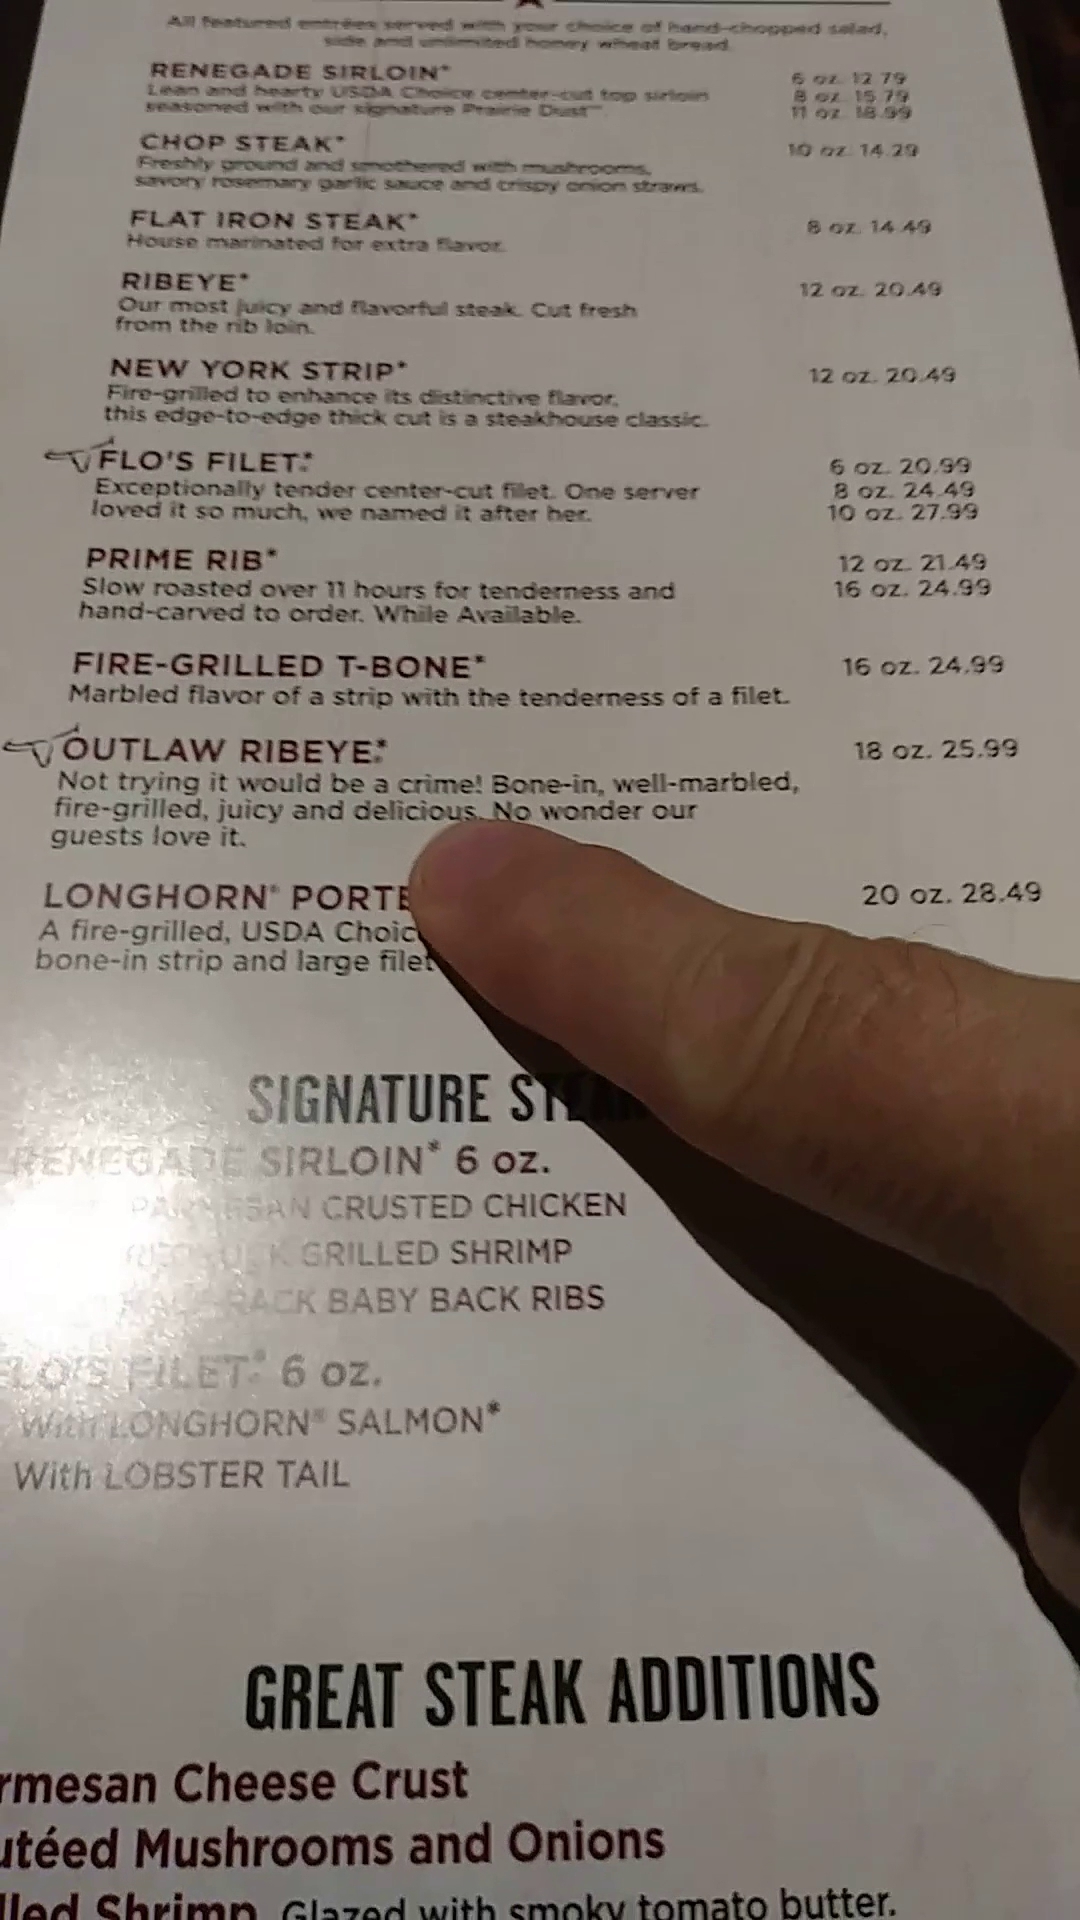 All featured entrées served with your choice of hand-chopped salad,
side and unlimited honey wheat bread.
RENEGADE SIRLOIN*
6 oz. 12.79
Lean and hearty USDA Choice center-cut top sirloin
8 oz. 15.79
seasoned with our signature Prairie Dust™.
11 oz. 18.99
CHOP STEAK*
10 oz. 14.29
Freshly ground and smothered with mushrooms,
savory rosemary garlic sauce and crispy onion straws.
FLAT IRON STEAK*
8 oz. 14.49
House marinated for extra flavor.
RIBEYE*
12 oz. 20.49
Our most juicy and flavorful steak. Cut fresh
from the rib loin.
NEW YORK STRIP*
12 oz. 20.49
Fire-grilled to enhance its distinctive flavor,
this edge-to-edge thick cut is a steakhouse classic.
FLO'S FILET®*
6 oz. 20.99
Exceptionally tender center-cut filet. One server
8 oz. 24.49
loved it so much, we named it after her.
10 oz. 27.99
PRIME RIB*
12 oz. 21.49
Slow roasted over 11 hours for tenderness and
16 oz. 24.99
hand-carved to order. While Available.
FIRE-GRILLED T-BONE*
16 oz. 24.99
Marbled flavor of a strip with the tenderness of a filet.
OUTLAW RIBEYE®*
18 oz. 25.99
Not trying it would be a crime! Bone-in, well-marbled,
fire-grilled, juicy and delicious. No wonder our
guests love it.
LONGHORN® PORTE
20 oz. 28.49
A fire-grilled, USDA Choic
bone-in strip and large filet
SIGNATURE STEA
RENEGADE SIRLOIN* 6 oz.
PARMESAN CRUSTED CHICKEN
GRILLED SHRIMP
RACK BABY BACK RIBS
FLO'S FILET®* 6 oz.
With LONGHORN® SALMON*
With LOBSTER TAIL
GREAT STEAK ADDITIONS
rmesan Cheese Crust
utéed Mushrooms and Onions
lled Shrimp Glazed with smoky tomato butter.